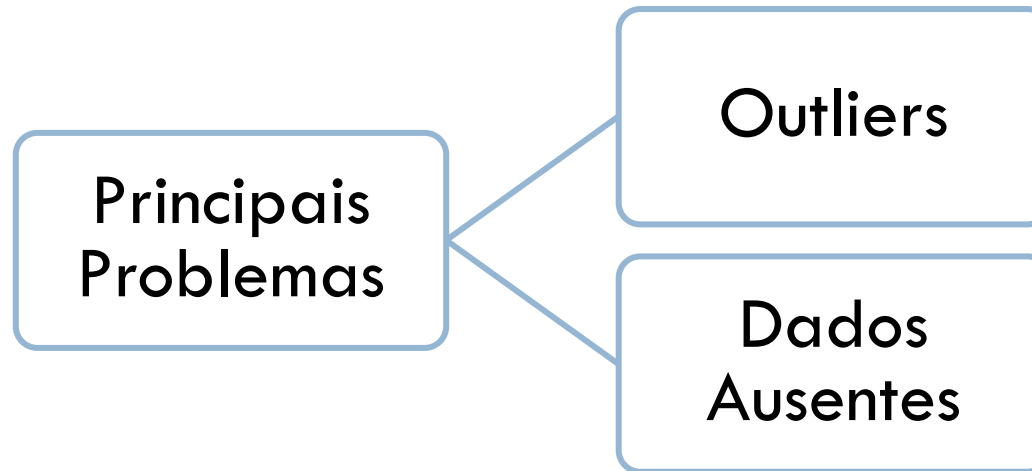 Principais
Problemas
Outliers
Dados
Ausentes